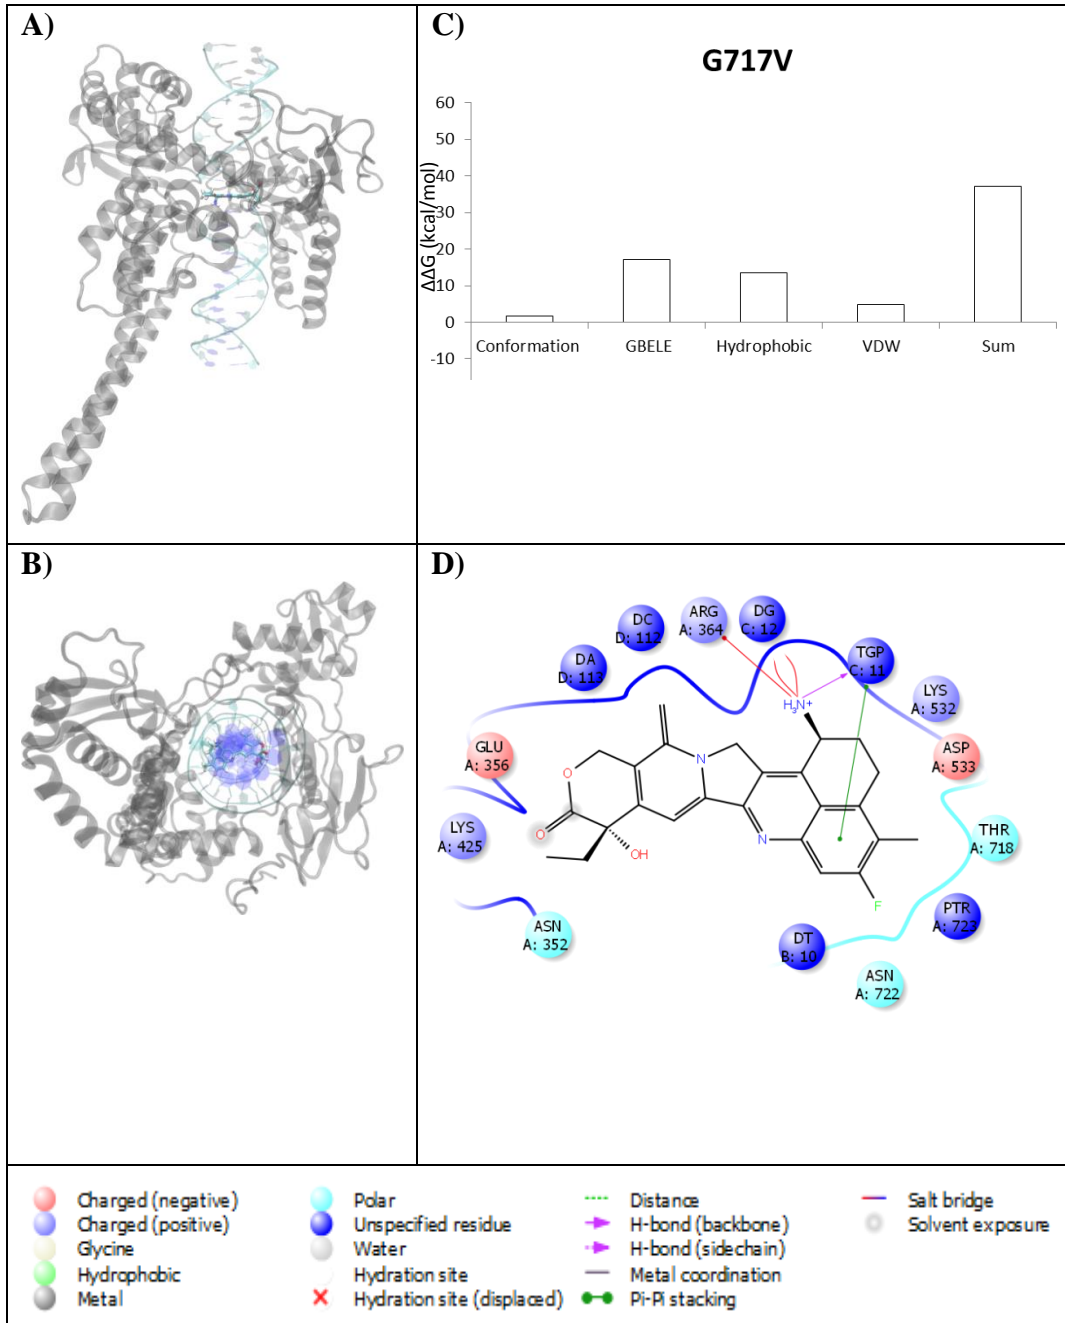 A)
C)
G717V
ΔΔG (kcal/mol)
60
50
40
30
20
10
0
-10
Conformation GBELE Hydrophobic VDW Sum
B)
D)
DC
D: 112
ARG
A: 364
DG
C: 12
DA
D: 113
TGP
C: 11
LYS
A: 532
H₃N⁺
GLU
A: 356
ASP
A: 533
O
N
O
LYS
A: 425
N
OH
THR
A: 718
F
PTR
A: 723
ASN
A: 352
DT
B: 10
ASN
A: 722
Charged (negative)
Charged (positive)
Glycine
Hydrophobic
Metal
Polar
Unspecified residue
Water
Hydration site
Hydration site (displaced)
Distance
H-bond (backbone)
H-bond (sidechain)
Metal coordination
Pi-Pi stacking
Salt bridge
Solvent exposure